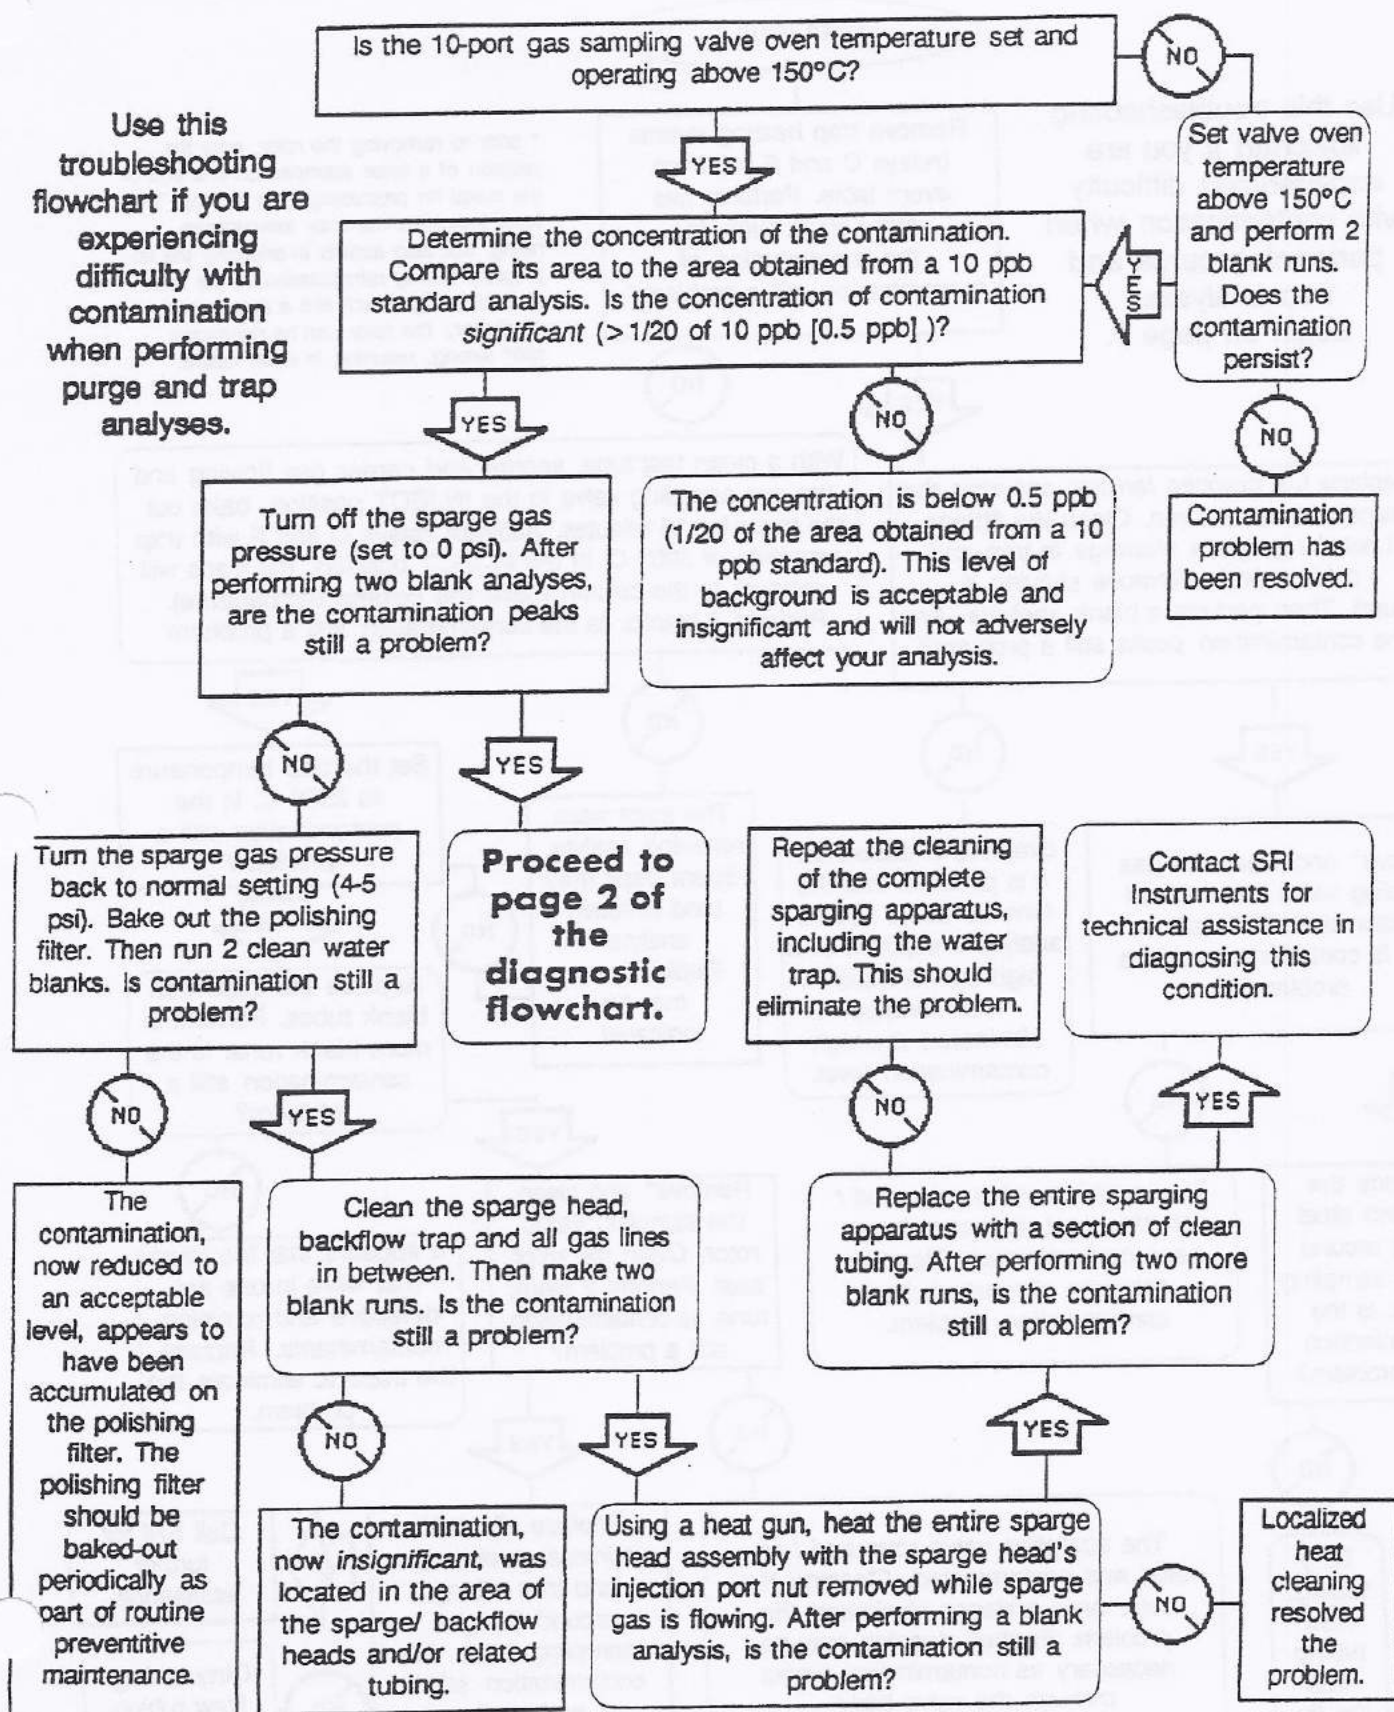 Is the 10-port gas sampling valve oven temperature set and
operating above 150°C?
NO
Use this
troubleshooting
flowchart if you are
experiencing
difficulty with
contamination
when performing
purge and trap
analyses.
YES
Set valve oven
temperature
above 150°C
and perform 2
blank runs.
Does the
contamination
persist?
YES
Determine the concentration of the contamination.
Compare its area to the area obtained from a 10 ppb
standard analysis. Is the concentration of contamination
significant (>1/20 of 10 ppb [0.5 ppb] )?
YES
NO
NO
Turn off the sparge gas
pressure (set to 0 psi). After
performing two blank analyses,
are the contamination peaks
still a problem?
The concentration is below 0.5 ppb
(1/20 of the area obtained from a 10
ppb standard). This level of
background is acceptable and
insignificant and will not adversely
affect your analysis.
Contamination
problem has
been resolved.
NO
YES
Turn the sparge gas pressure
back to normal setting (4-5
psi). Bake out the polishing
filter. Then run 2 clean water
blanks. Is contamination still a
problem?
Proceed to
page 2 of
the
diagnostic
flowchart.
Repeat the cleaning
of the complete
sparging apparatus,
including the water
trap. This should
eliminate the problem.
Contact SRI
Instruments for
technical assistance in
diagnosing this
condition.
NO
YES
NO
YES
The
contamination,
now reduced to
an acceptable
level, appears to
have been
accumulated on
the polishing
filter. The
polishing filter
should be
baked-out
periodically as
part of routine
preventitive
maintenance.
Clean the sparge head,
backflow trap and all gas lines
in between. Then make two
blank runs. Is the contamination
still a problem?
Replace the entire sparging
apparatus with a section of clean
tubing. After performing two more
blank runs, is the contamination
still a problem?
NO
YES
YES
The contamination,
now insignificant, was
located in the area of
the sparge/ backflow
heads and/or related
tubing.
Using a heat gun, heat the entire sparge
head assembly with the sparge head's
injection port nut removed while sparge
gas is flowing. After performing a blank
analysis, is the contamination still a
problem?
NO
Localized
heat
cleaning
resolved
the
problem.